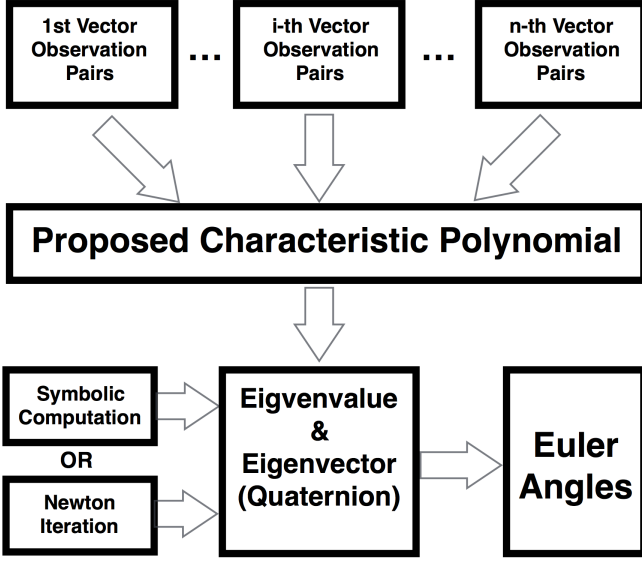 1st Vector
Observation
Pairs
...
i-th Vector
Observation
Pairs
...
n-th Vector
Observation
Pairs
Proposed Characteristic Polynomial
Symbolic
Computation
OR
Newton
Iteration
Eigvenvalue
&
Eigenvector
(Quaternion)
Euler
Angles